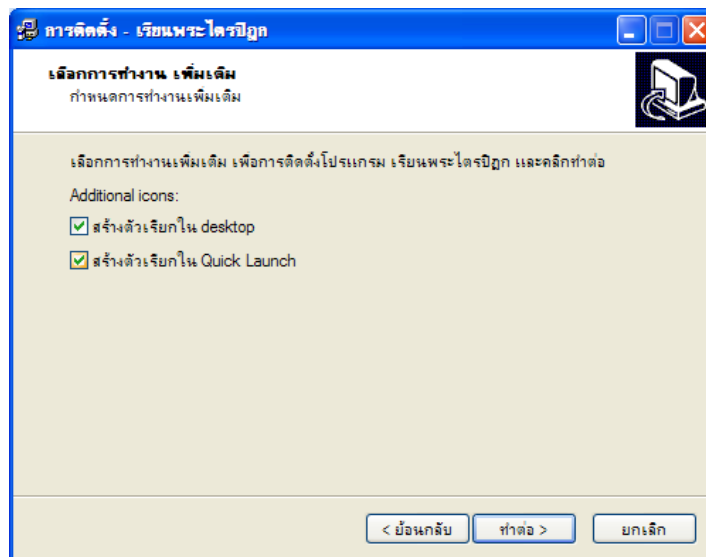 การติดตั้ง - เรียนพระไตรปิฎก
เลือกการทำงาน เพิ่มเติม
กำหนดการทำงานเพิ่มเติม
เลือกการทำงานเพิ่มเติม เพื่อการติดตั้งโปรแกรม เรียนพระไตรปิฎก และคลิกทำต่อ
Additional icons:
สร้างตัวเรียกใน desktop
สร้างตัวเรียกใน Quick Launch
< ย้อนกลับ
ทำต่อ >
ยกเลิก